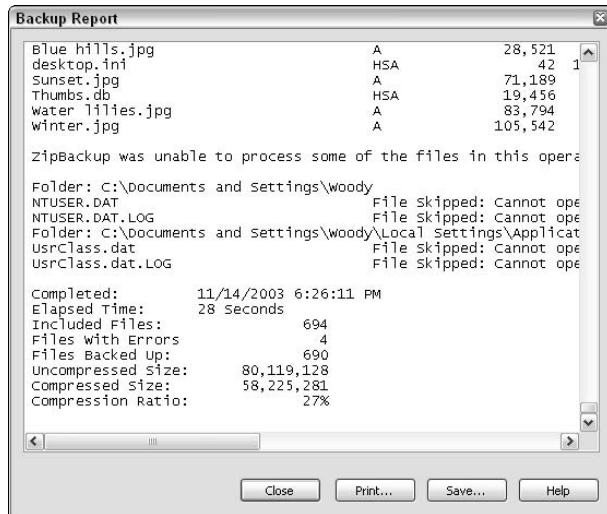 Backup Report
Blue hills.jpg A 28,521
desktop.ini HSA 42 1
Sunset.jpg A 71,189
Thumbs.db HSA 19,456
Water lilies.jpg A 83,794
Winter.jpg A 105,542
ZipBackup was unable to process some of the files in this opera
Folder: C:\Documents and Settings\Woody
NTUSER.DAT File Skipped: Cannot ope
NTUSER.DAT.LOG File Skipped: Cannot ope
Folder: C:\Documents and Settings\Woody\Local Settings\Applicat
UsrClass.dat File Skipped: Cannot ope
UsrClass.dat.LOG File Skipped: Cannot ope
Completed: 11/14/2003 6:26:11 PM
Elapsed Time: 28 Seconds
Included Files: 694
Files With Errors 4
Files Backed Up: 690
Uncompressed Size: 80,119,128
Compressed Size: 58,225,281
Compression Ratio: 27%
Close Print... Save... Help